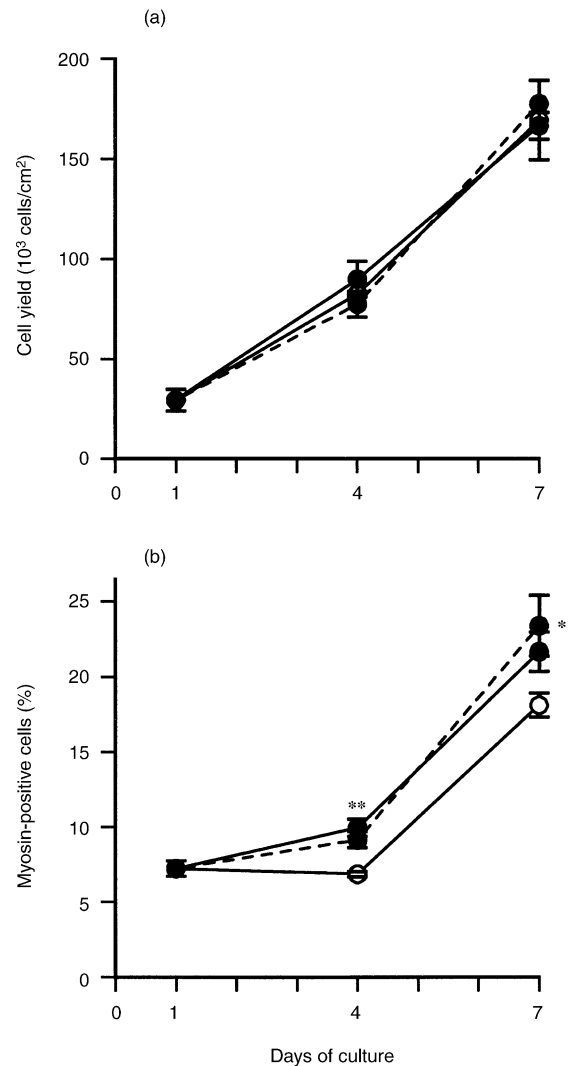 (a)
Cell yield (10³ cells/cm²)
200
150
100
50
0
0 1 4 7
(b)
Myosin-positive cells (%)
25
20
15
10
5
0
*
**
0 1 4 7
Days of culture